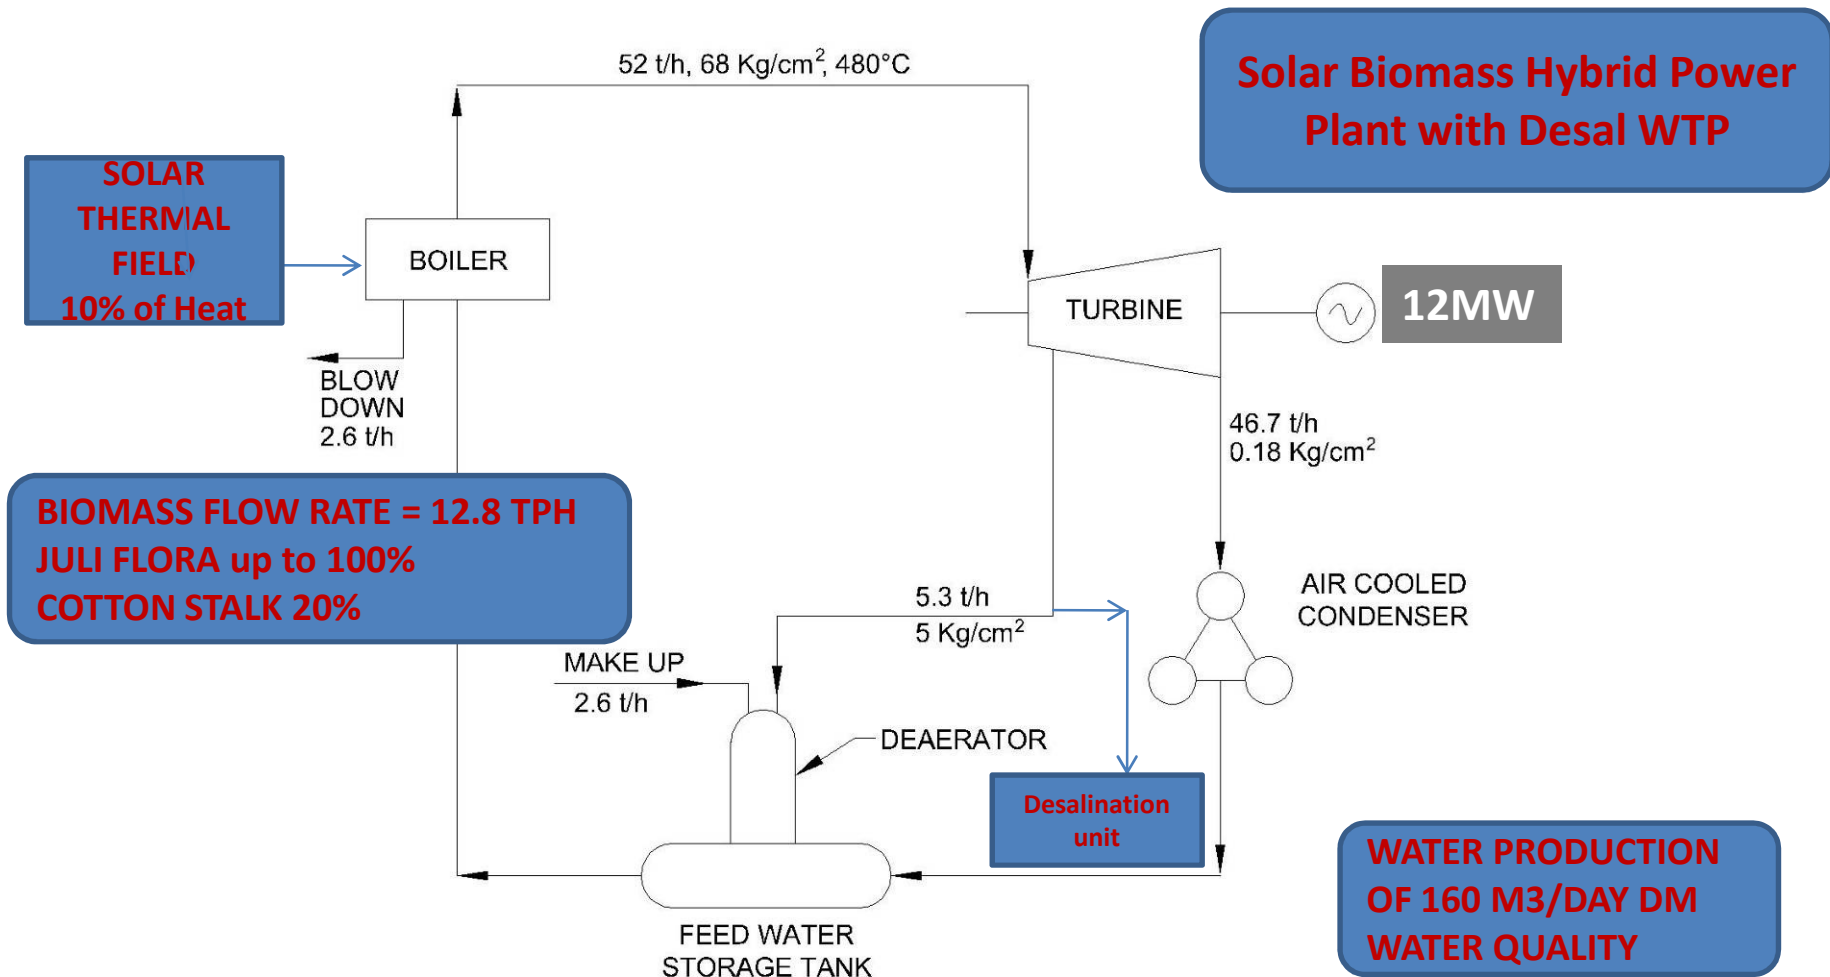 52 t/h, 68 Kg/cm², 480°C
Solar Biomass Hybrid Power
Plant with Desal WTP
SOLAR
THERMAL
FIELD
10% of Heat
BOILER
TURBINE
12MW
BLOW
DOWN
2.6 t/h
46.7 t/h
0.18 Kg/cm²
BIOMASS FLOW RATE = 12.8 TPH
JULI FLORA up to 100%
COTTON STALK 20%
AIR COOLED
CONDENSER
5.3 t/h
5 Kg/cm²
MAKE UP
2.6 t/h
DEAERATOR
Desalination
unit
WATER PRODUCTION
OF 160 M3/DAY DM
WATER QUALITY
FEED WATER
STORAGE TANK